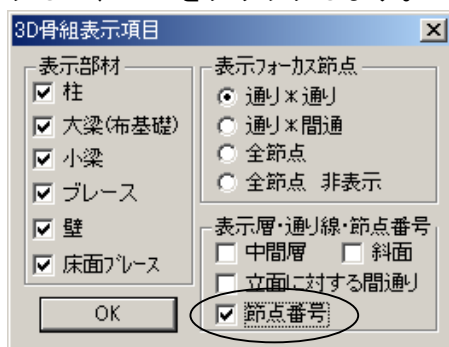 3D骨組表示項目
表示部材
柱
大梁(布基礎)
小梁
ブレース
壁
床面ブレース
OK
表示フォーカス節点
通り×通り
通り×間通
全節点
全節点 非表示
表示層・通り線・節点番号
中間層 斜面
立面に対する間通り
節点番号